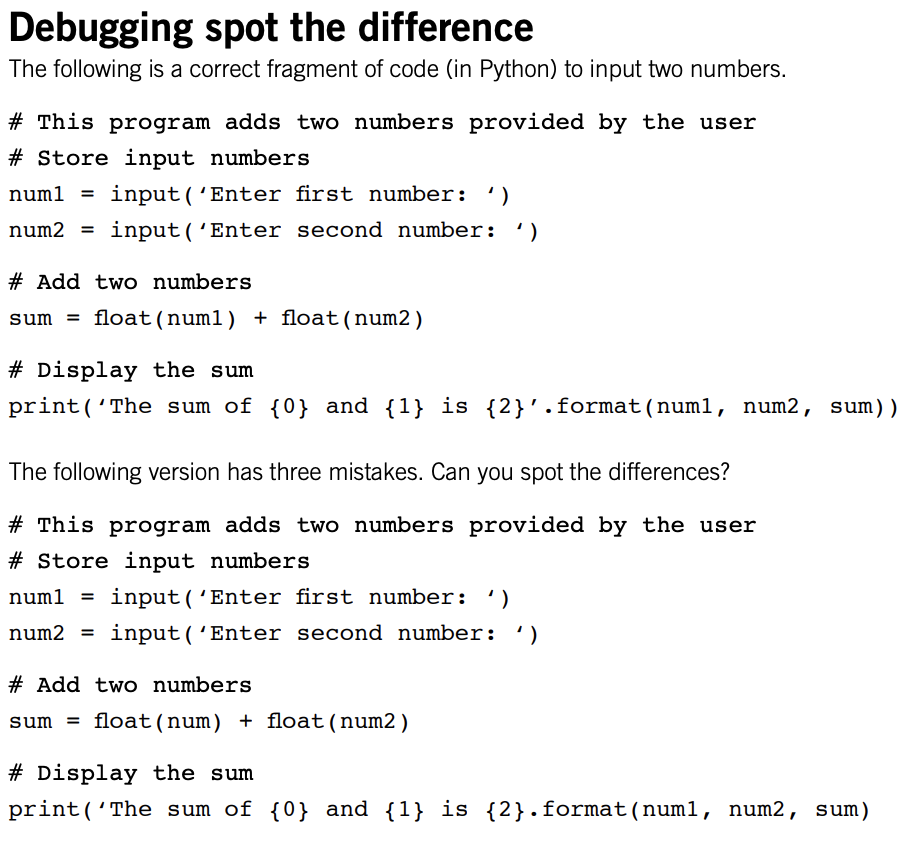 Debugging spot the difference
The following is a correct fragment of code (in Python) to input two numbers.
# This program adds two numbers provided by the user
# Store input numbers
num1 = input(‘Enter first number: ‘)
num2 = input(‘Enter second number: ‘)
# Add two numbers
sum = float(num1) + float(num2)
# Display the sum
print(‘The sum of {0} and {1} is {2}’.format(num1, num2, sum))
The following version has three mistakes. Can you spot the differences?
# This program adds two numbers provided by the user
# Store input numbers
num1 = input(‘Enter first number: ‘)
num2 = input(‘Enter second number: ‘)
# Add two numbers
sum = float(num) + float(num2)
# Display the sum
print(‘The sum of {0} and {1} is {2}.format(num1, num2, sum)